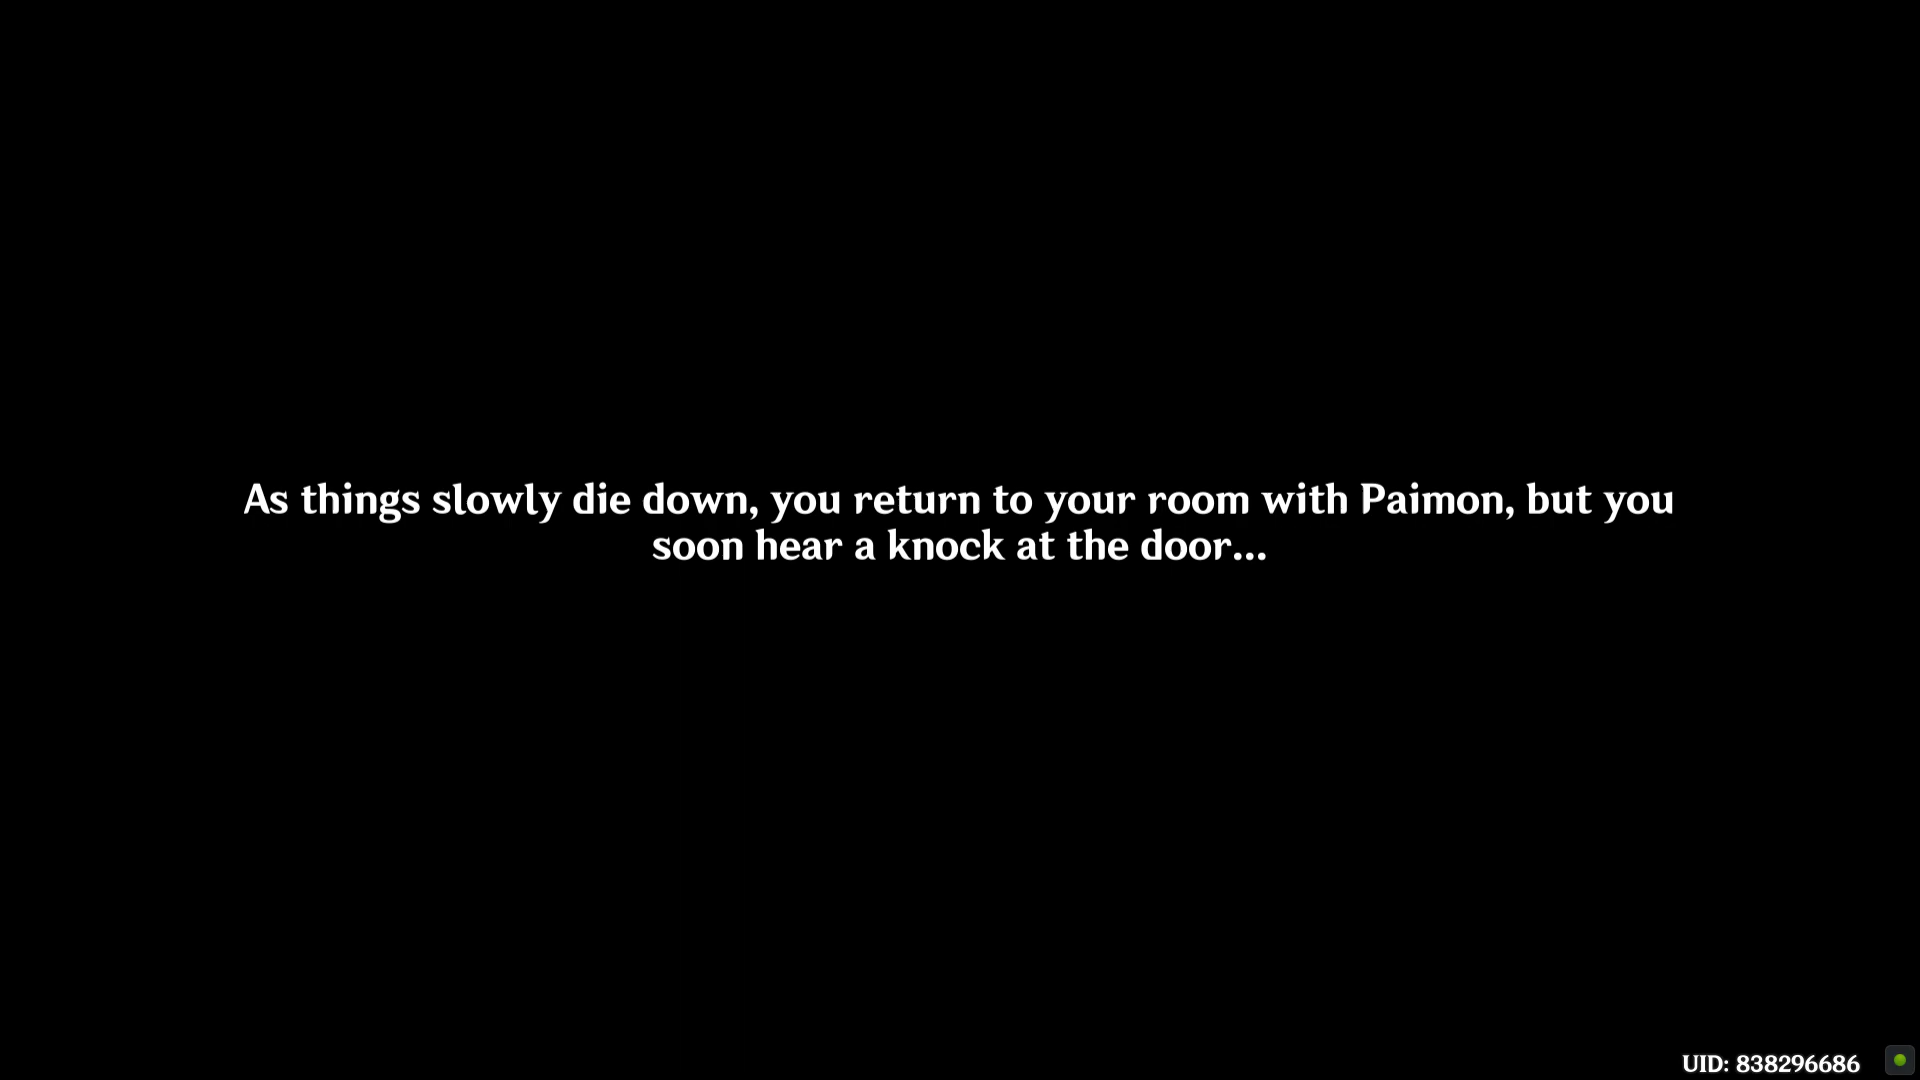 As things slowly die down, you return to your room with Paimon, but you
soon hear a knock at the door...
UID: 838296686